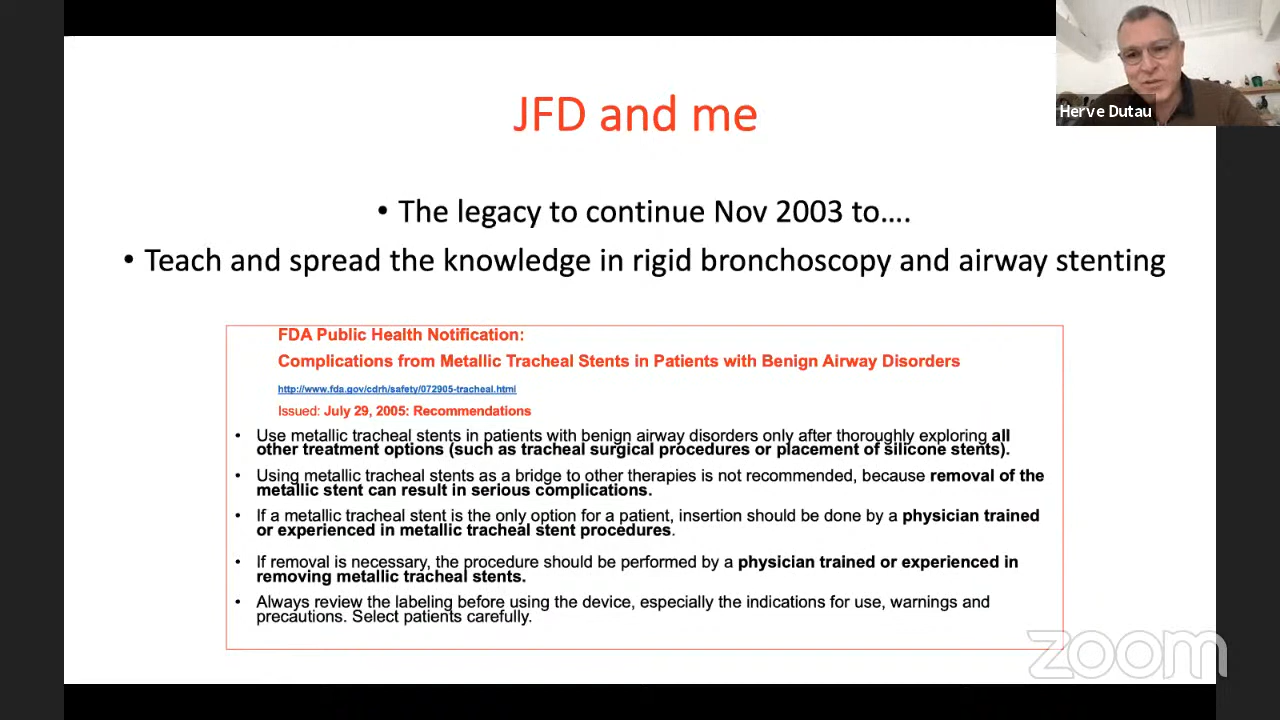 JFD and me
Herve Dutau
• The legacy to continue Nov 2003 to....
• Teach and spread the knowledge in rigid bronchoscopy and airway stenting
FDA Public Health Notification:
Complications from Metallic Tracheal Stents in Patients with Benign Airway Disorders
http://www.fda.gov/cdrh/safety/072905-tracheal.html
Issued: July 29, 2005: Recommendations
• Use metallic tracheal stents in patients with benign airway disorders only after thoroughly exploring all
other treatment options (such as tracheal surgical procedures or placement of silicone stents).
• Using metallic tracheal stents as a bridge to other therapies is not recommended, because removal of the
metallic stent can result in serious complications.
• If a metallic tracheal stent is the only option for a patient, insertion should be done by a physician trained
or experienced in metallic tracheal stent procedures.
• If removal is necessary, the procedure should be performed by a physician trained or experienced in
removing metallic tracheal stents.
• Always review the labeling before using the device, especially the indications for use, warnings and
precautions. Select patients carefully.
zoom